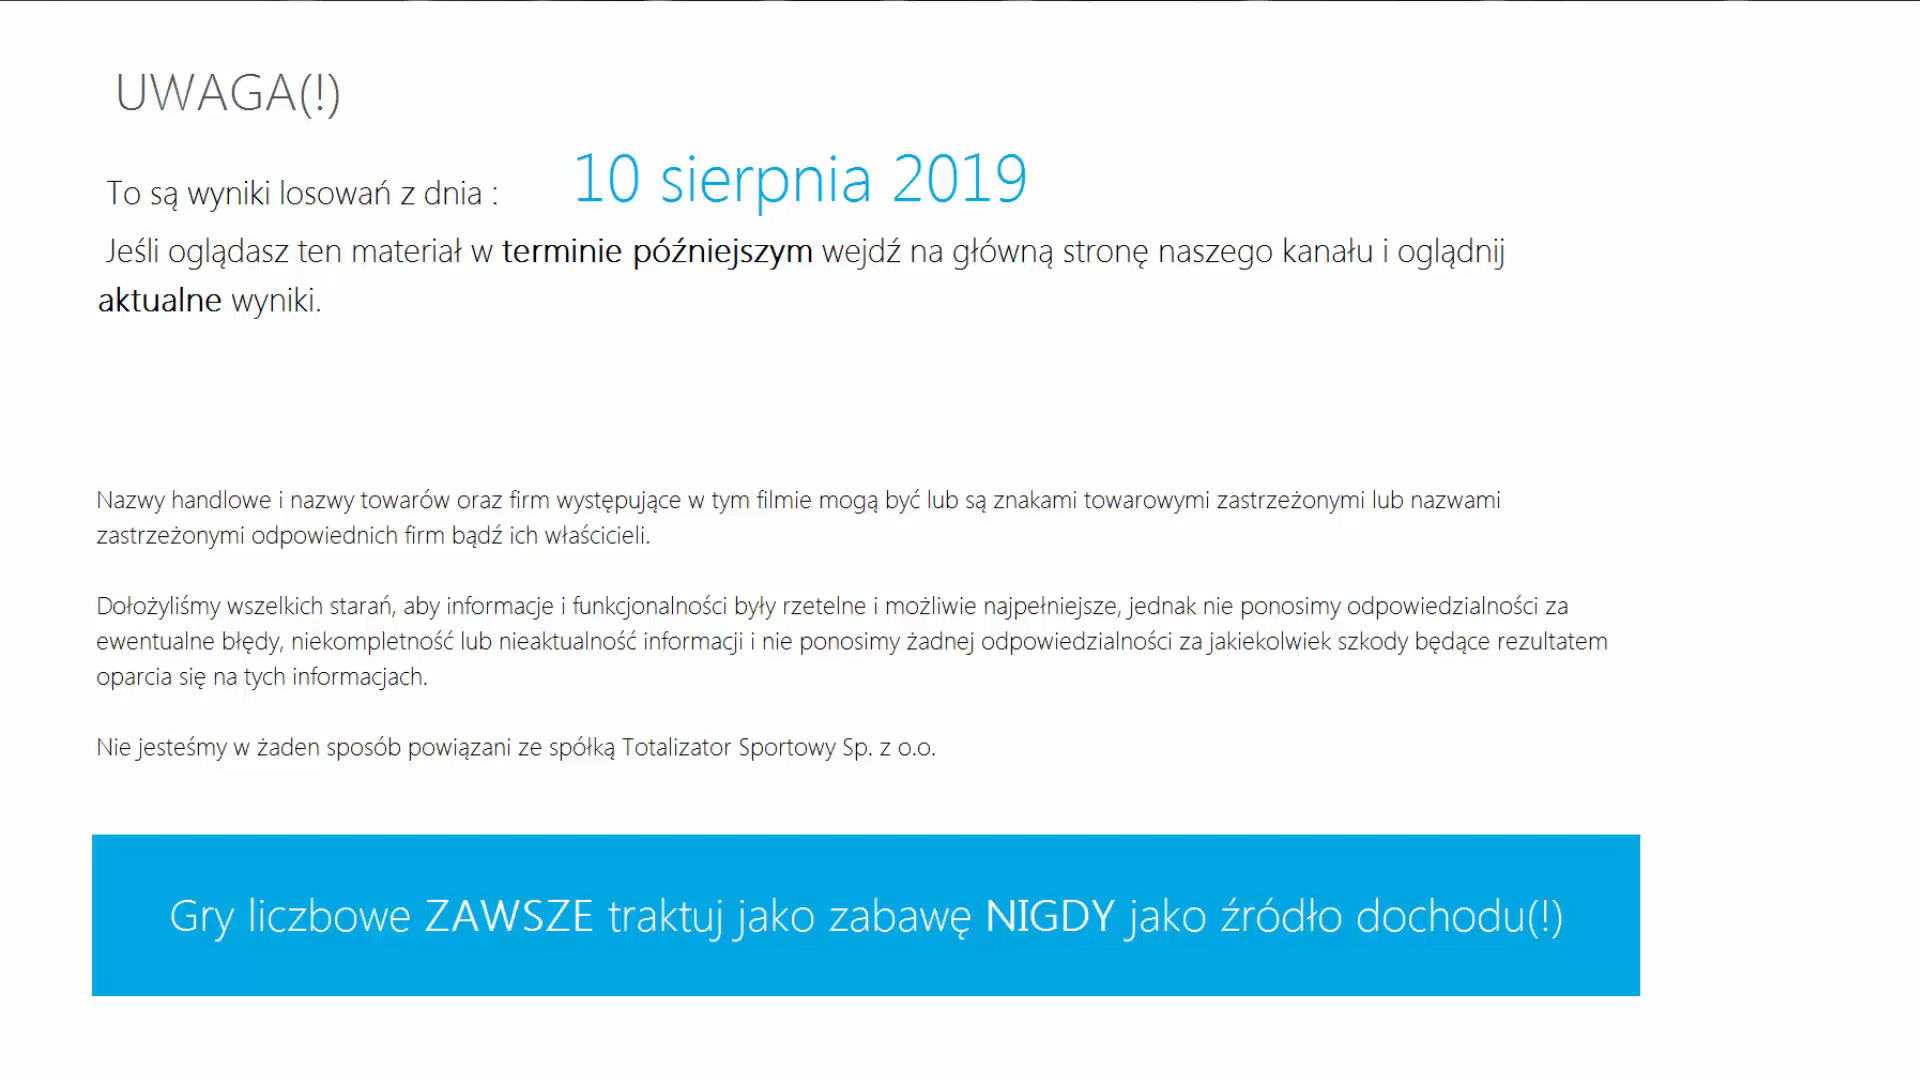 UWAGA(!)
To są wyniki losowań z dnia : 10 sierpnia 2019
Jeśli oglądasz ten materiał w terminie późniejszym wejdź na główną stronę naszego kanału i oglądnij
aktualne wyniki.
Nazwy handlowe i nazwy towarów oraz firm występujące w tym filmie mogą być lub są znakami towarowymi zastrzeżonymi lub nazwami
zastrzeżonymi odpowiednich firm bądź ich właścicieli.
Dołożyliśmy wszelkich starań, aby informacje i funkcjonalności były rzetelne i możliwie najpełniejsze, jednak nie ponosimy odpowiedzialności za
ewentualne błędy, niekompletność lub nieaktualność informacji i nie ponosimy żadnej odpowiedzialności za jakiekolwiek szkody będące rezultatem
oparcia się na tych informacjach.
Nie jesteśmy w żaden sposób powiązani ze spółką Totalizator Sportowy Sp. z o.o.
Gry liczbowe ZAWSZE traktuj jako zabawę NIGDY jako źródło dochodu(!)